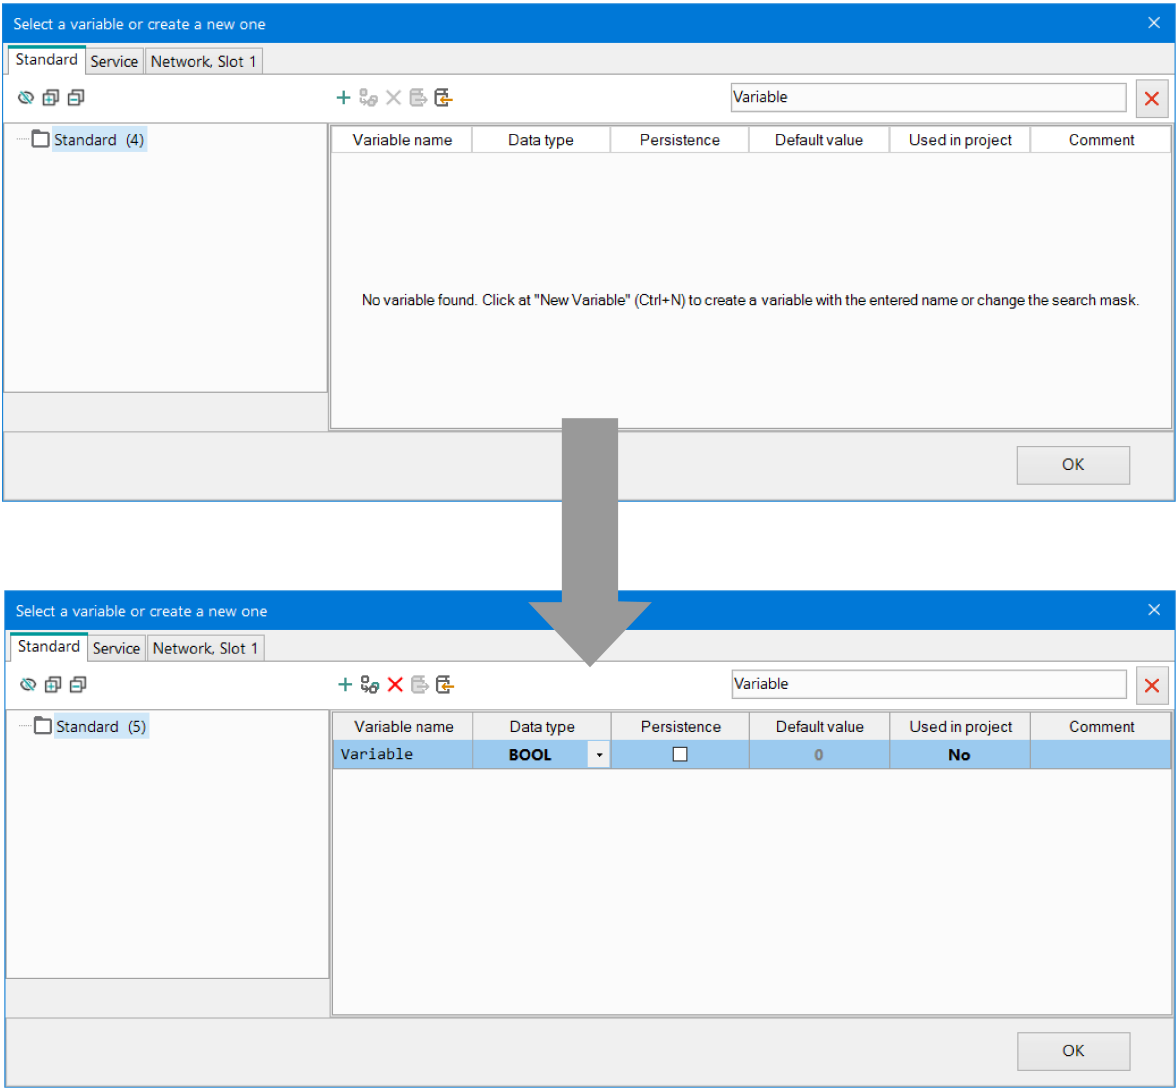 Select a variable or create a new one
Standard Service Network, Slot 1
Variable
Standard (4)
Variable name Data type Persistence Default value Used in project Comment
No variable found. Click at "New Variable" (Ctrl+N) to create a variable with the entered name or change the search mask.
OK
Select a variable or create a new one
Standard Service Network, Slot 1
Variable
Standard (5)
Variable name Data type Persistence Default value Used in project Comment
Variable BOOL 0 No
OK